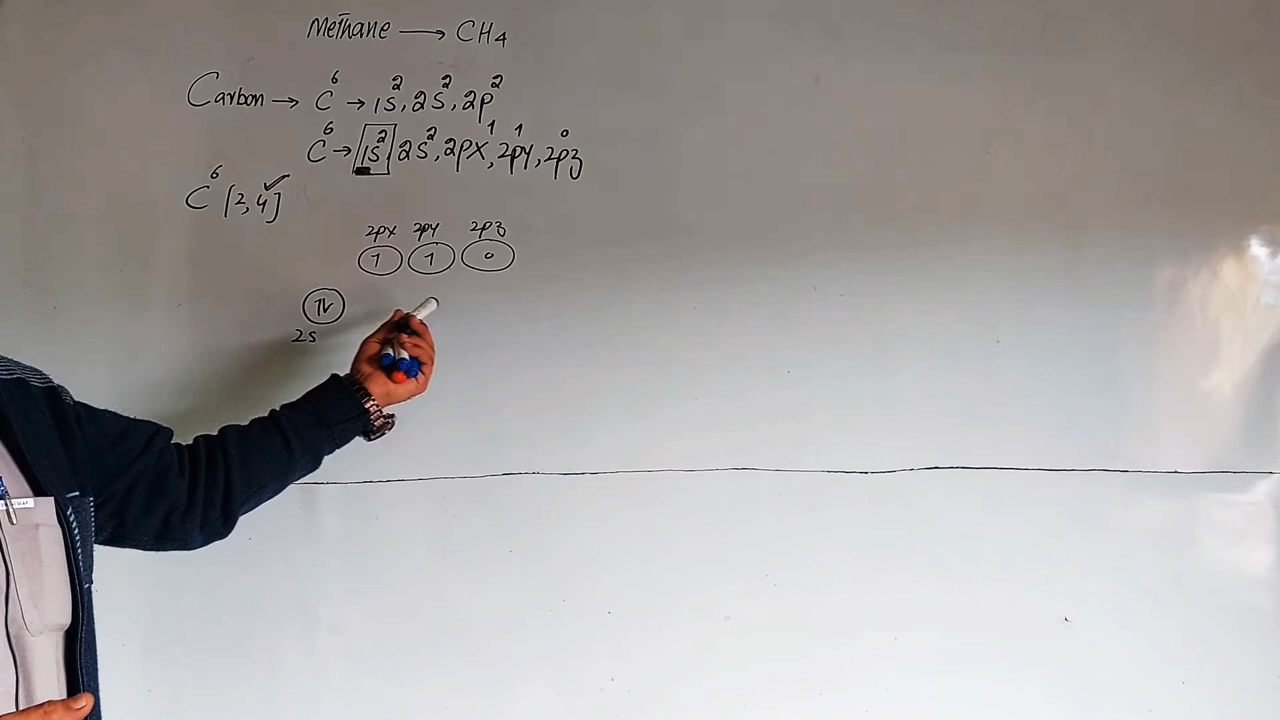 Methane → CH4
Carbon → C⁶ → 1s², 2s², 2p²
C⁶ → 1s² 2s², 2px¹, 2py¹, 2pz⁰
C⁶ [2, 4]
2px 2py 2pz
1 1 0
1⇂
2s